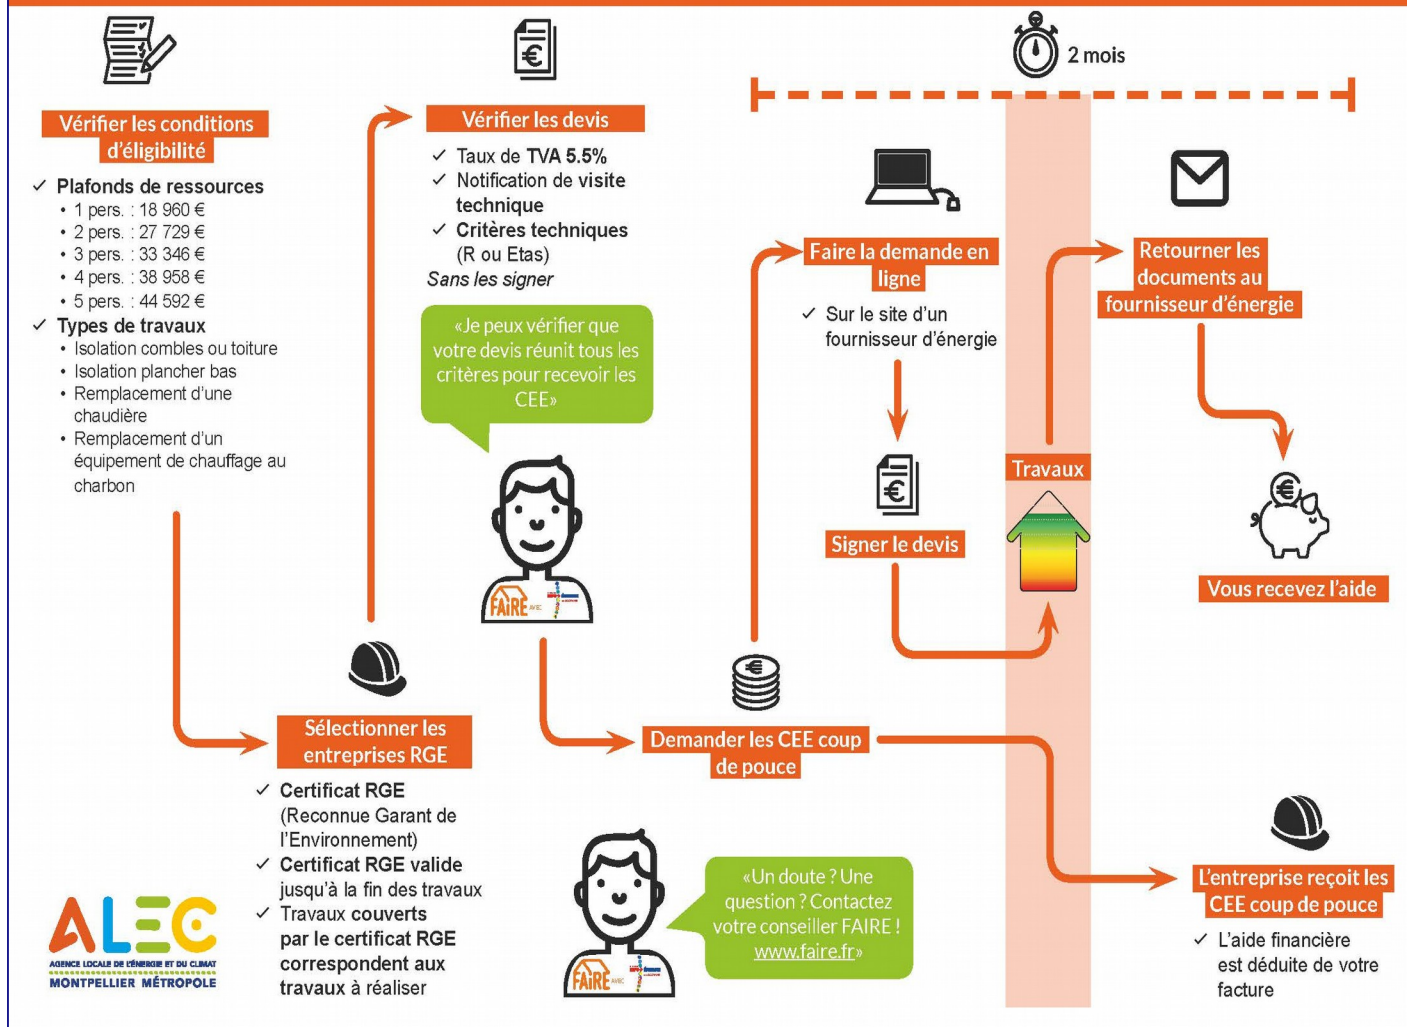 Vérifier les conditions
d’éligibilité
✓ Plafonds de ressources
• 1 pers. : 18 960 €
• 2 pers. : 27 729 €
• 3 pers. : 33 346 €
• 4 pers. : 38 958 €
• 5 pers. : 44 592 €
✓ Types de travaux
• Isolation combles ou toiture
• Isolation plancher bas
• Remplacement d’une
chaudière
• Remplacement d’un
équipement de chauffage au
charbon
Sélectionner les
entreprises RGE
✓ Certificat RGE
(Reconnue Garant de
l’Environnement)
✓ Certificat RGE valide
jusqu’à la fin des travaux
✓ Travaux couverts
par le certificat RGE
correspondent aux
travaux à réaliser
€
Vérifier les devis
✓ Taux de TVA 5.5%
✓ Notification de visite
technique
✓ Critères techniques
(R ou Etas)
Sans les signer
«Je peux vérifier que
votre devis réunit tous les
critères pour recevoir les
CEE»
FAIRE AVEC
€
Demander les CEE coup
de pouce
2 mois
Faire la demande en
ligne
✓ Sur le site d’un
fournisseur d’énergie
€
Signer le devis
Travaux
Retourner les
documents au
fournisseur d’énergie
€
Vous recevez l’aide
L’entreprise reçoit les
CEE coup de pouce
✓ L’aide financière
est déduite de votre
facture
«Un doute ? Une
question ? Contactez
votre conseiller FAIRE !
www.faire.fr»
FAIRE AVEC
ALEC
AGENCE LOCALE DE L’ÉNERGIE ET DU CLIMAT
MONTPELLIER MÉTROPOLE